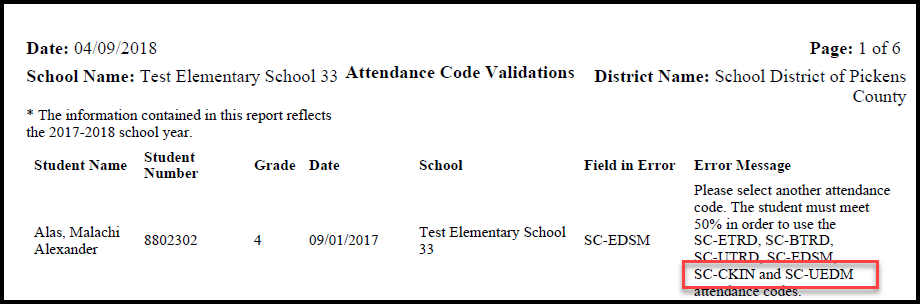 Date: 04/09/2018
Page: 1 of 6
School Name: Test Elementary School 33
Attendance Code Validations
District Name: School District of Pickens
County
* The information contained in this report reflects
the 2017-2018 school year.
Student Name Student Number Grade Date School Field in Error Error Message
Alas, Malachi Alexander 8802302 4 09/01/2017 Test Elementary School 33 SC-EDSM
Please select another attendance
code. The student must meet
50% in order to use the
SC-ETRD, SC-BTRD,
SC-UTRD, SC-EDSM,
SC-CKIN and SC-UEDM
attendance codes.